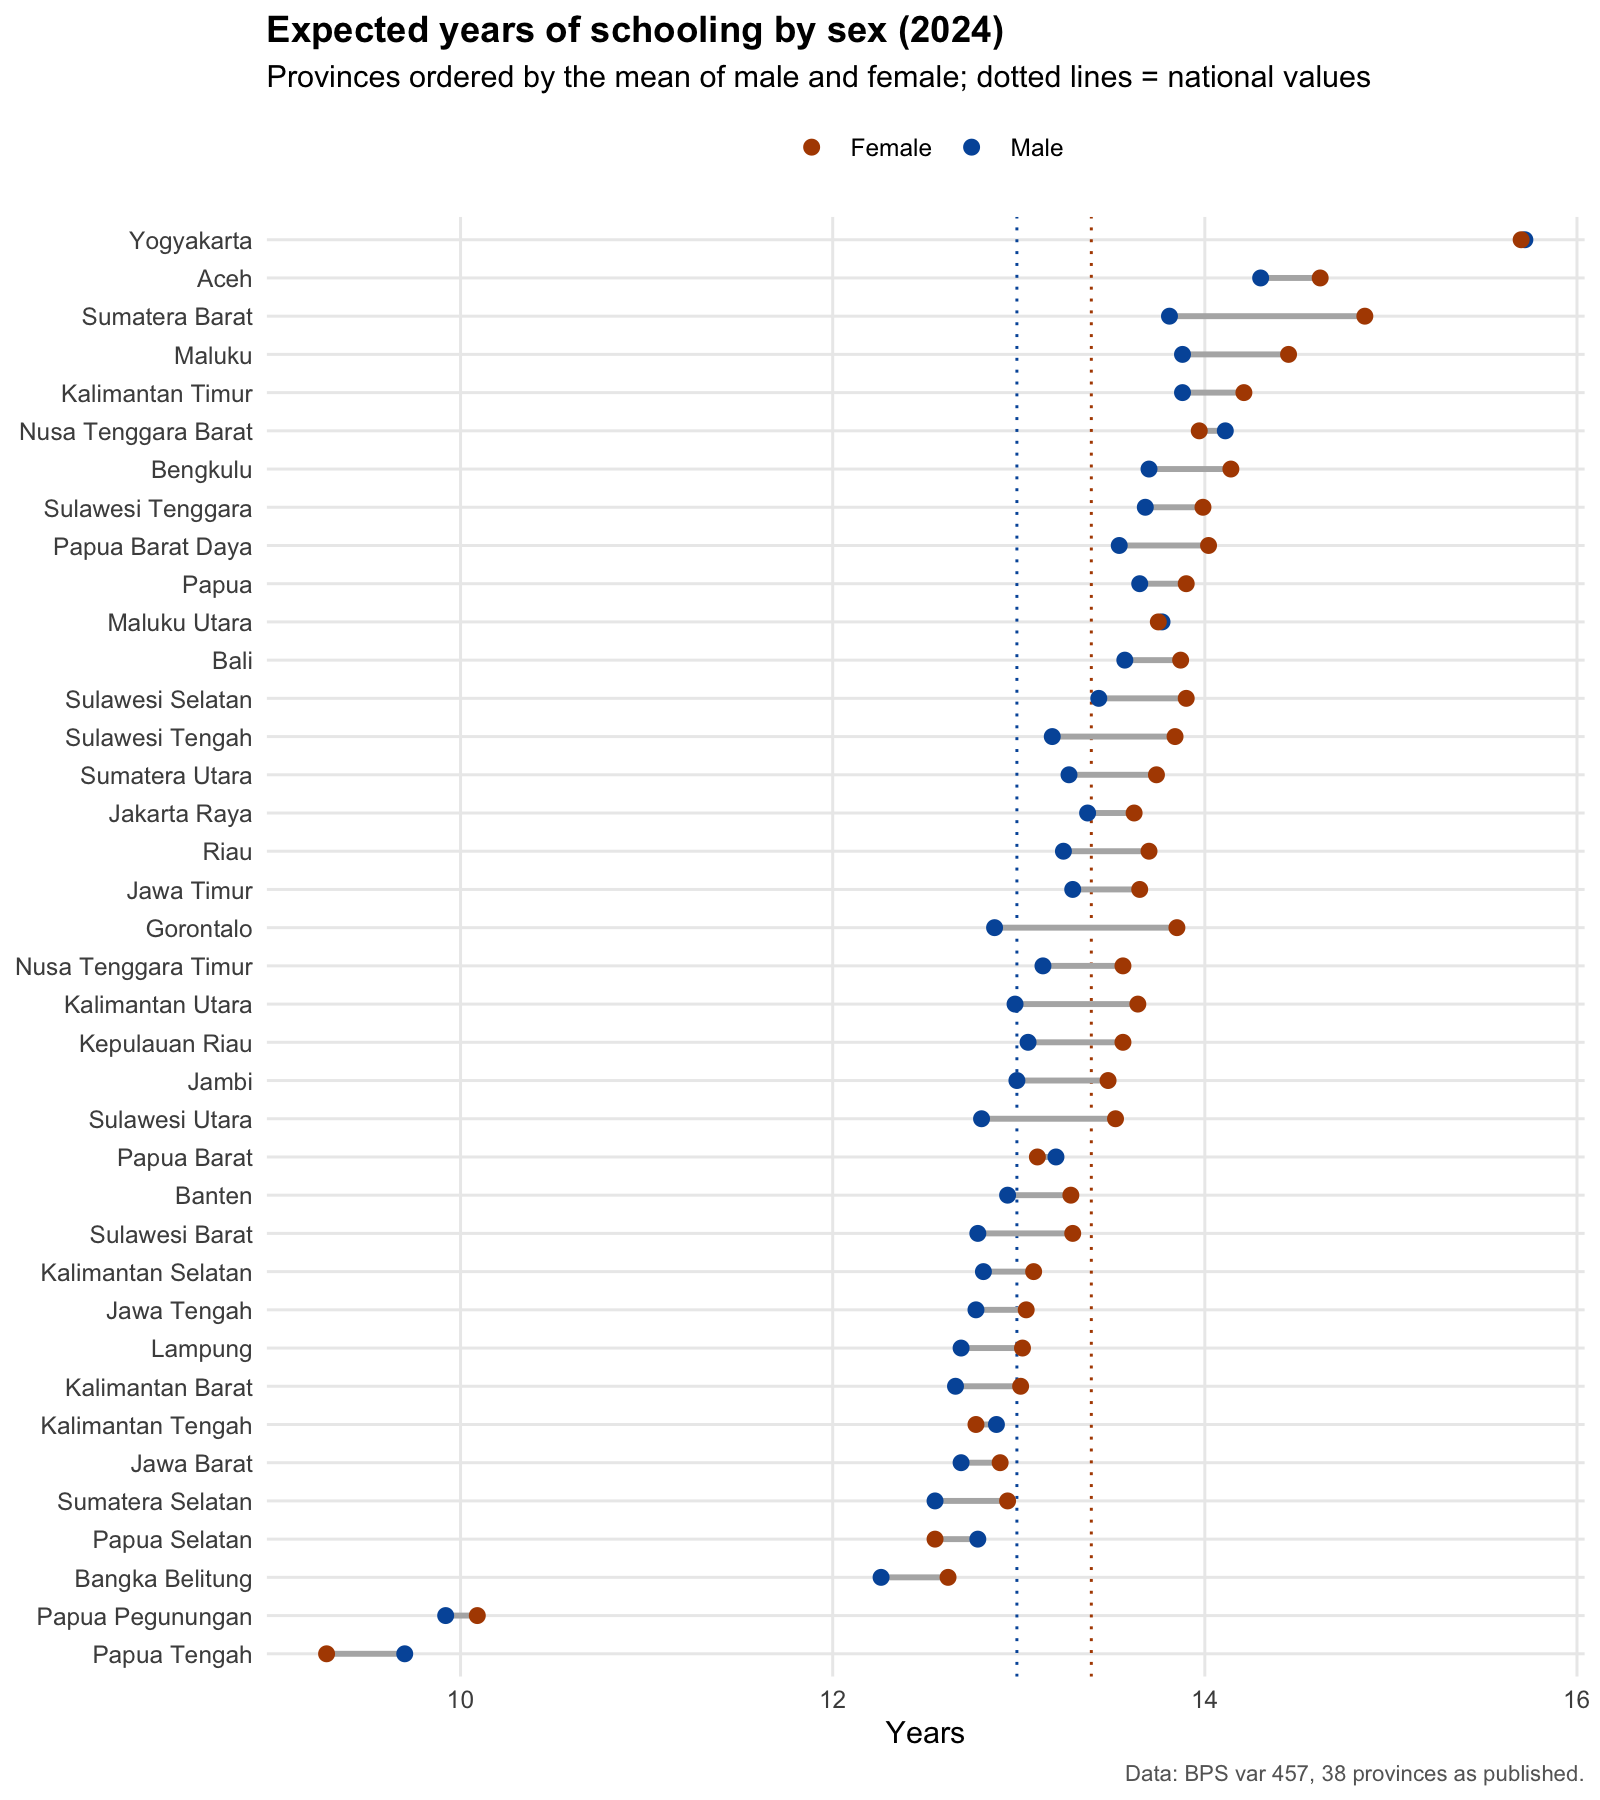 Expected years of schooling by sex (2024)
Provinces ordered by the mean of male and female; dotted lines = national values
Female Male
Yogyakarta
Aceh
Sumatera Barat
Maluku
Kalimantan Timur
Nusa Tenggara Barat
Bengkulu
Sulawesi Tenggara
Papua Barat Daya
Papua
Maluku Utara
Bali
Sulawesi Selatan
Sulawesi Tengah
Sumatera Utara
Jakarta Raya
Riau
Jawa Timur
Gorontalo
Nusa Tenggara Timur
Kalimantan Utara
Kepulauan Riau
Jambi
Sulawesi Utara
Papua Barat
Banten
Sulawesi Barat
Kalimantan Selatan
Jawa Tengah
Lampung
Kalimantan Barat
Kalimantan Tengah
Jawa Barat
Sumatera Selatan
Papua Selatan
Bangka Belitung
Papua Pegunungan
Papua Tengah
10 12 14 16
Years
Data: BPS var 457, 38 provinces as published.